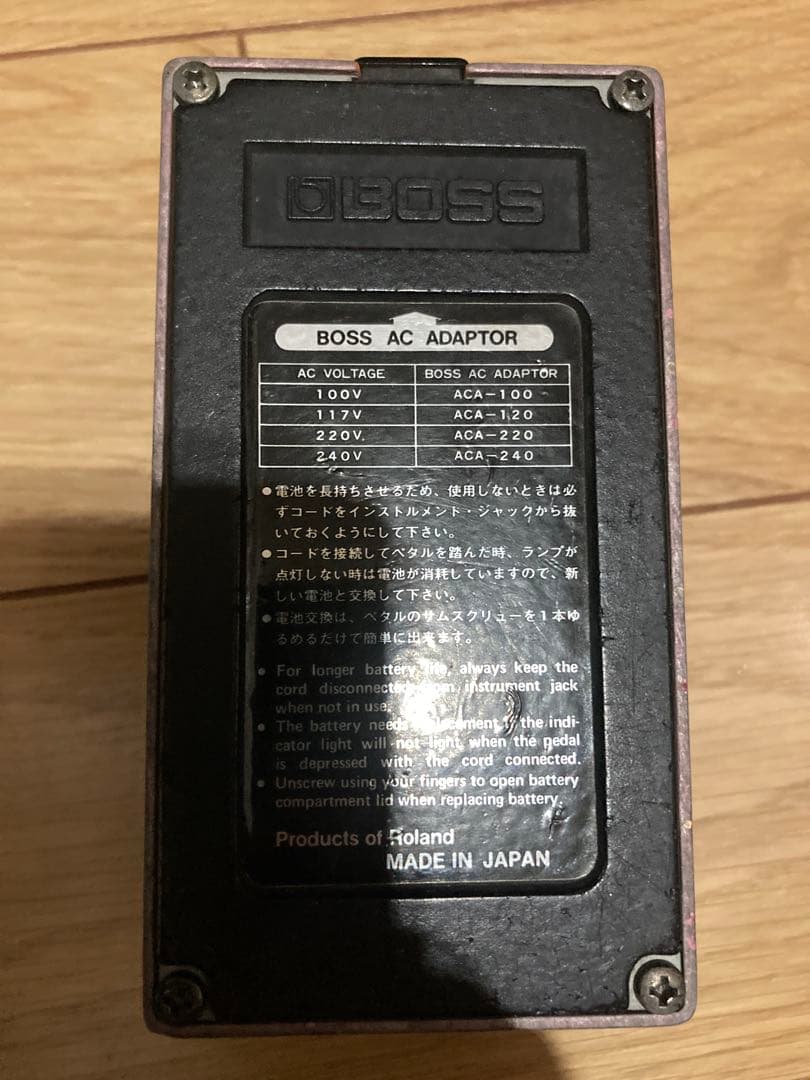 BOSS
BOSS AC ADAPTOR
AC VOLTAGE BOSS AC ADAPTOR
100V ACA-100
117V ACA-120
220V. ACA-220
240V ACA-240
●電池を長持ちさせるため、使用しないときは必
ずコードをインストルメント・ジャックから抜
いておくようにして下さい。
●コードを接続してペダルを踏んだ時、ランプが
点灯しない時は電池が消耗していますので、新
しい電池と交換して下さい。
●電池交換は、ペダルのサムスクリューを1本ゆ
るめるだけで簡単に出来ます。
• For longer battery life, always keep the
cord disconnected from instrument jack
when not in use.
• The battery needs replacement if the indi-
cator light will not light when the pedal
is depressed with the cord connected.
• Unscrew using your fingers to open battery
compartment lid when replacing battery.
Products of Roland
MADE IN JAPAN